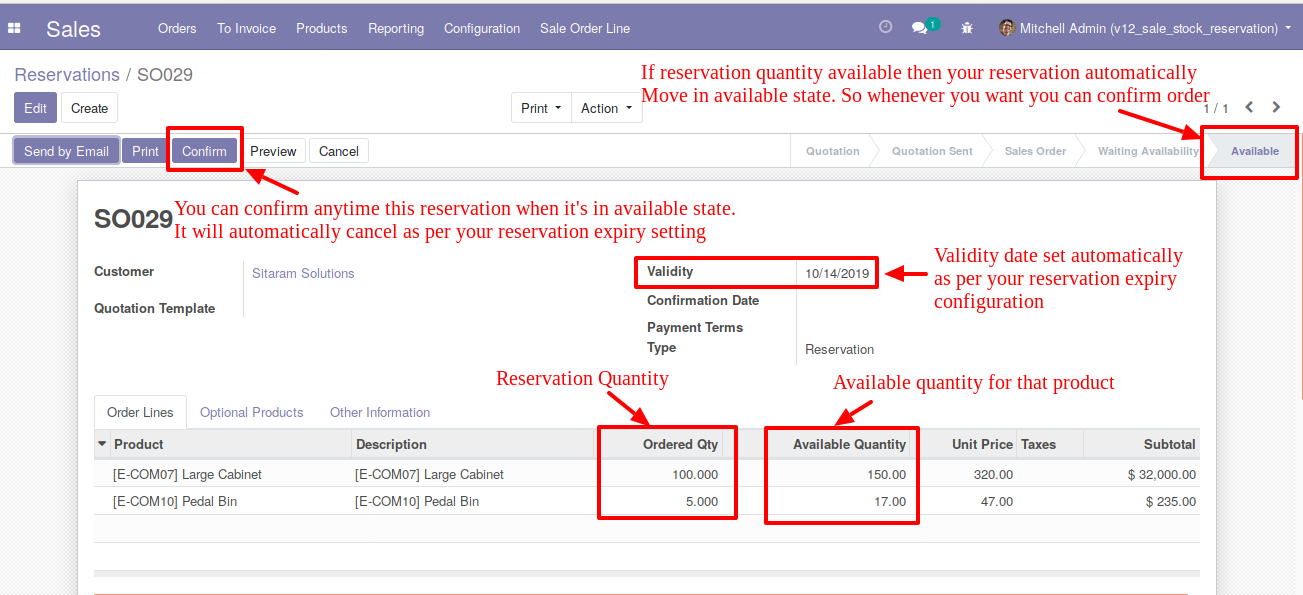 Sales Orders To Invoice Products Reporting Configuration Sale Order Line 1 Mitchell Admin (v12_sale_stock_reservation)
Reservations / SO029
If reservation quantity available then your reservation automatically
Move in available state. So whenever you want you can confirm order
Edit Create Print Action 1 / 1
Send by Email Print Confirm Preview Cancel Quotation Quotation Sent Sales Order Waiting Availability Available
SO029
You can confirm anytime this reservation when it's in available state.
It will automatically cancel as per your reservation expiry setting
Customer Sitaram Solutions
Quotation Template
Validity 10/14/2019
Confirmation Date
Payment Terms
Type Reservation
Validity date set automatically
as per your reservation expiry
configuration
Reservation Quantity
Available quantity for that product
Order Lines Optional Products Other Information
Product Description Ordered Qty Available Quantity Unit Price Taxes Subtotal
[E-COM07] Large Cabinet [E-COM07] Large Cabinet 100.000 150.00 320.00 $ 32,000.00
[E-COM10] Pedal Bin [E-COM10] Pedal Bin 5.000 17.00 47.00 $ 235.00